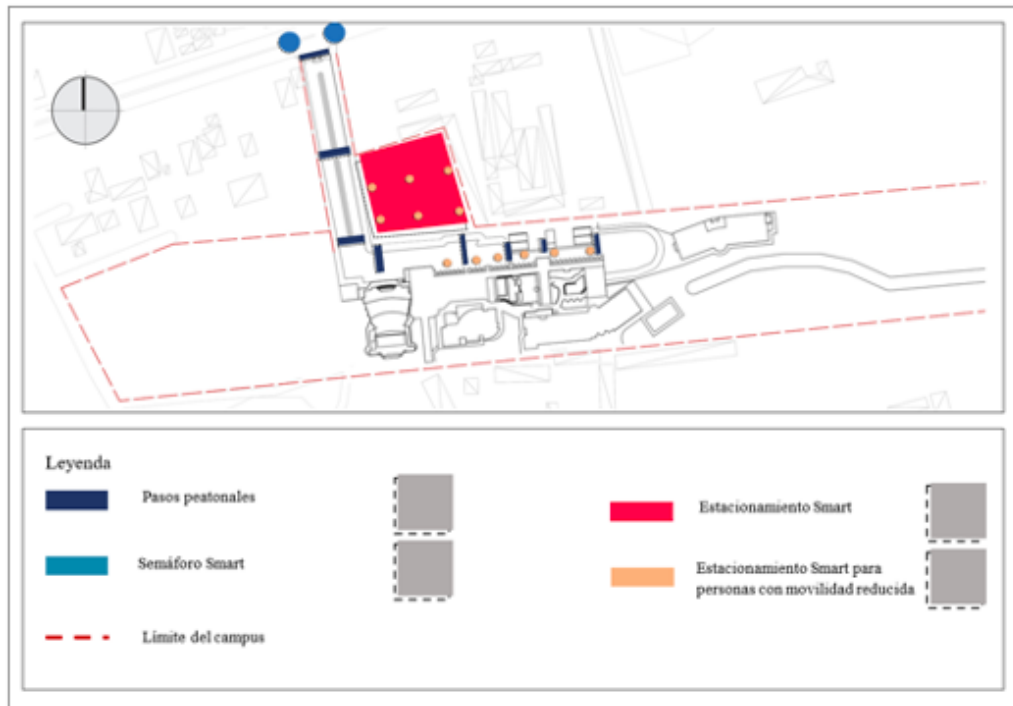 Leyenda
Pasos peatonales
Semáforo Smart
Límite del campus
Estacionamiento Smart
Estacionamiento Smart para
personas con movilidad reducida